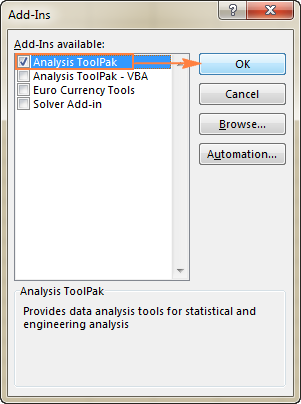 Add-Ins
?
Add-Ins available:
Analysis ToolPak
Analysis ToolPak - VBA
Euro Currency Tools
Solver Add-in
OK
Cancel
Browse...
Automation...
Analysis ToolPak
Provides data analysis tools for statistical and
engineering analysis